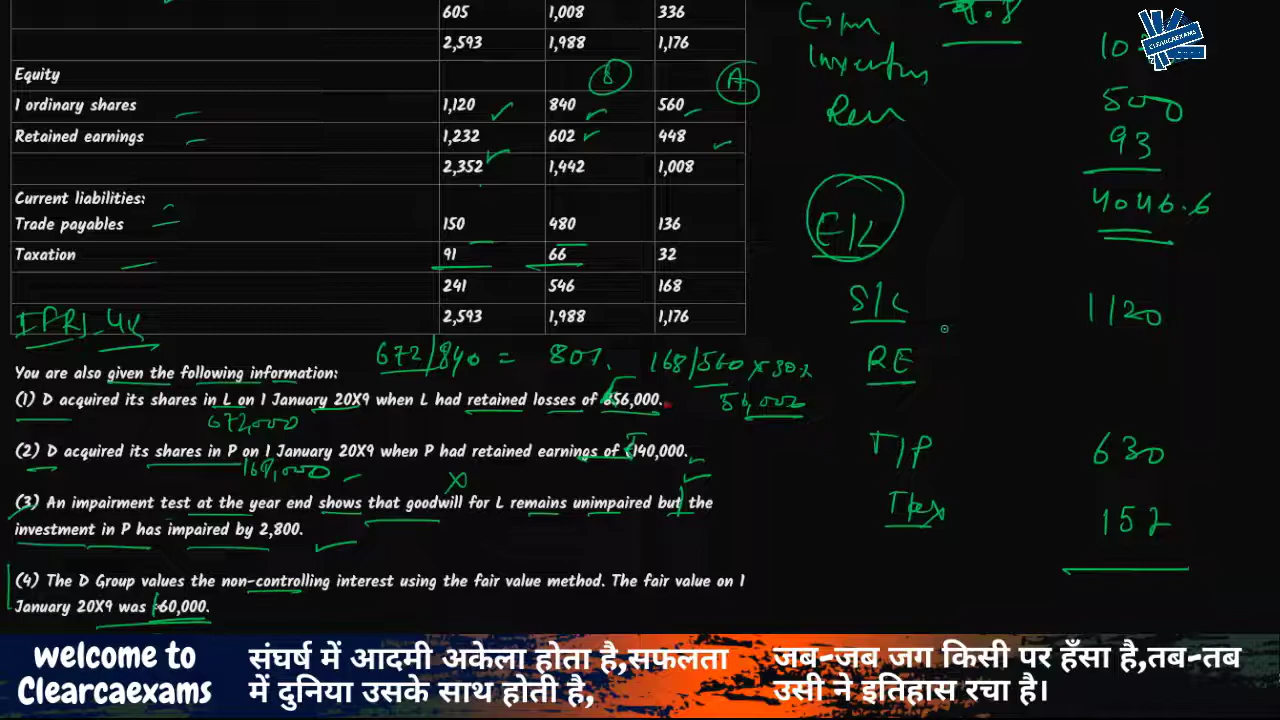 605 1,008 336
2,593 1,988 1,176
Equity
1 ordinary shares 1,120 840 560
Retained earnings 1,232 602 448
2,352 1,442 1,008
Current liabilities:
Trade payables 150 480 136
Taxation 91 66 32
241 546 168
2,593 1,988 1,176
You are also given the following information:
(1) D acquired its shares in L on 1 January 20X9 when L had retained losses of 56,000.
(2) D acquired its shares in P on 1 January 20X9 when P had retained earnings of 140,000.
(3) An impairment test at the year end shows that goodwill for L remains unimpaired but the
investment in P has impaired by 2,800.
(4) The D Group values the non-controlling interest using the fair value method. The fair value on 1
January 20X9 was 160,000.
B
A
672/840 = 80%.
168/560 × 30%
56,000
672,000
168,000
500
93
4046.6
E/L
S/C 1120
RE
T/P 630
157
CLEARCAEXAMS
welcome to
Clearcaexams
संघर्ष में आदमी अकेला होता है,सफलता
में दुनिया उसके साथ होती है,
जब-जब जग किसी पर हँसा है,तब-तब
उसी ने इतिहास रचा है।